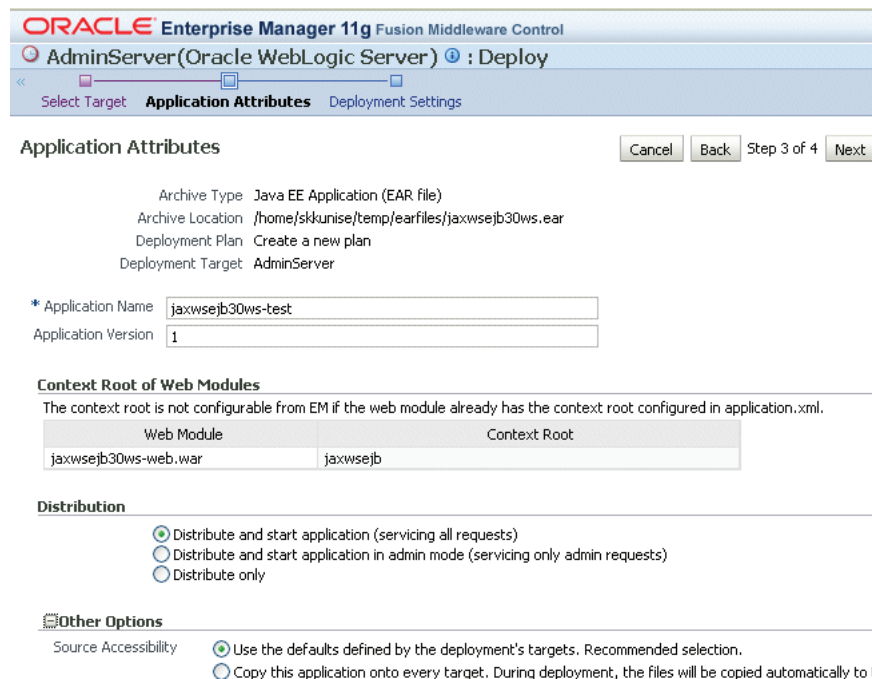 ORACLE Enterprise Manager 11g Fusion Middleware Control
AdminServer(Oracle WebLogic Server) i : Deploy
« Select Target Application Attributes Deployment Settings
Application Attributes Cancel Back Step 3 of 4 Next
Archive Type Java EE Application (EAR file)
Archive Location /home/skkunise/temp/earfiles/jaxwsejb30ws.ear
Deployment Plan Create a new plan
Deployment Target AdminServer
* Application Name jaxwsejb30ws-test
Application Version 1
Context Root of Web Modules
The context root is not configurable from EM if the web module already has the context root configured in application.xml.
Web Module Context Root
jaxwsejb30ws-web.war jaxwsejb
Distribution
Distribute and start application (servicing all requests)
Distribute and start application in admin mode (servicing only admin requests)
Distribute only
Other Options
Source Accessibility Use the defaults defined by the deployment's targets. Recommended selection.
Copy this application onto every target. During deployment, the files will be copied automatically to